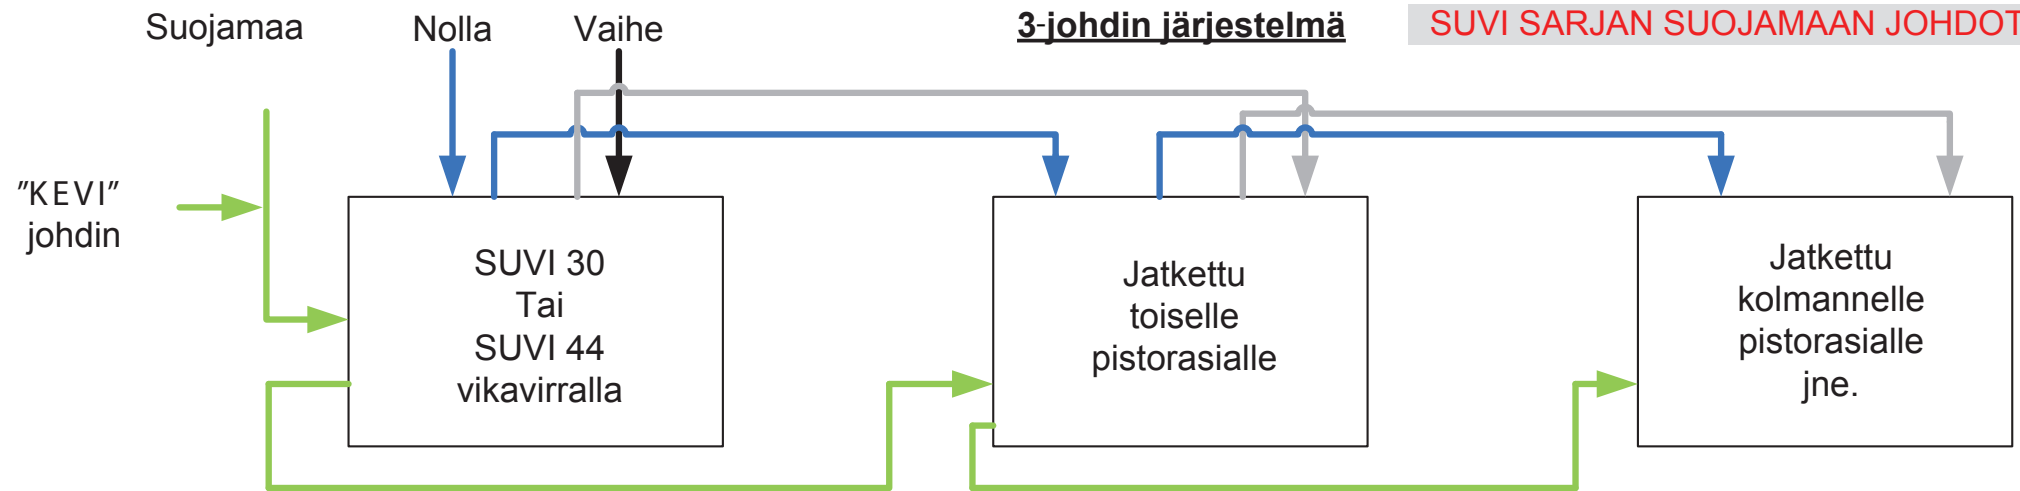 Suojamaa
Nolla
Vaihe
3-johdin järjestelmä
SUVI SARJAN SUOJAMAAN JOHDOT
"KEVI"
johdin
SUVI 30
Tai
SUVI 44
vikavirralla
Jatkettu
toiselle
pistorasialle
Jatkettu
kolmannelle
pistorasialle
jne.